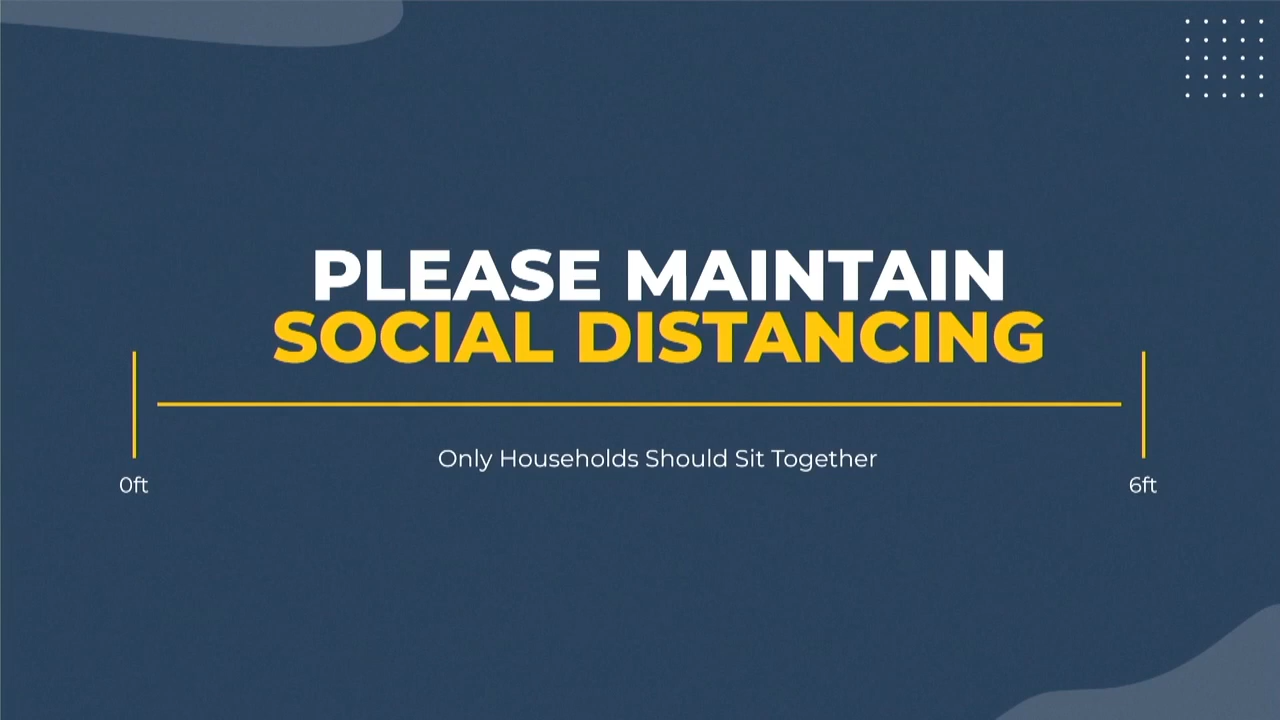 PLEASE MAINTAIN
SOCIAL DISTANCING
Only Households Should Sit Together
0ft
6ft